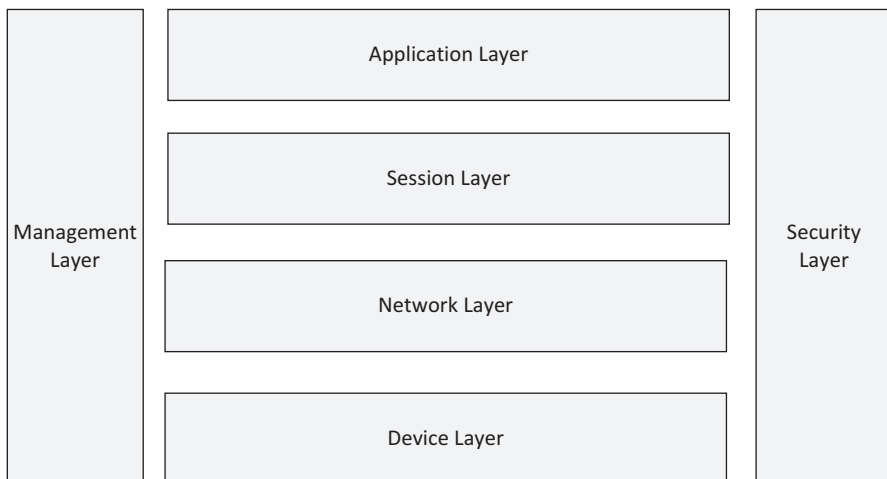 Application Layer
Session Layer
Management
Layer
Security
Layer
Network Layer
Device Layer